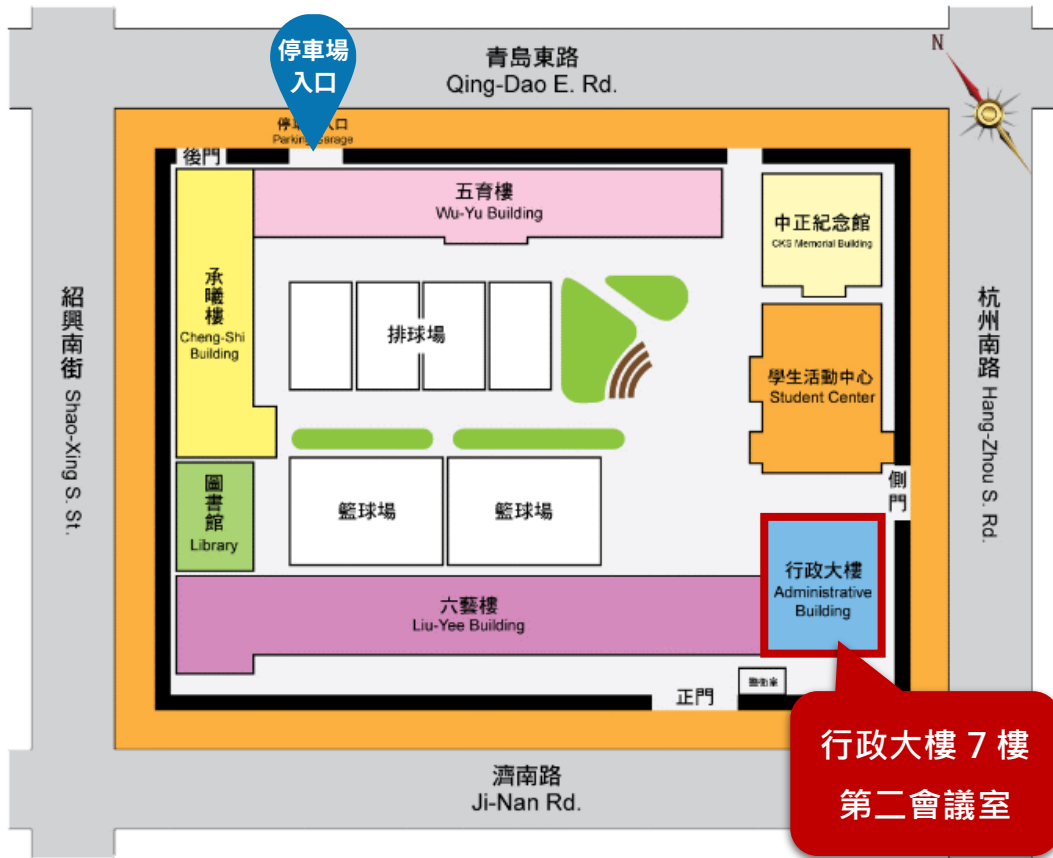 停車場
入口
青島東路
Qing-Dao E. Rd.
N
停車 入口
Parking Garage
後門
五育樓
Wu-Yu Building
中正紀念館
CKS Memorial Building
承曦樓
Cheng-Shi
Building
排球場
學生活動中心
Student Center
紹興南街 Shao-Xing S. St.
杭州南路 Hang-Zhou S. Rd.
圖書館
Library
籃球場
籃球場
側門
行政大樓
Administrative
Building
六藝樓
Liu-Yee Building
警衛室
正門
行政大樓 7 樓
第二會議室
濟南路
Ji-Nan Rd.